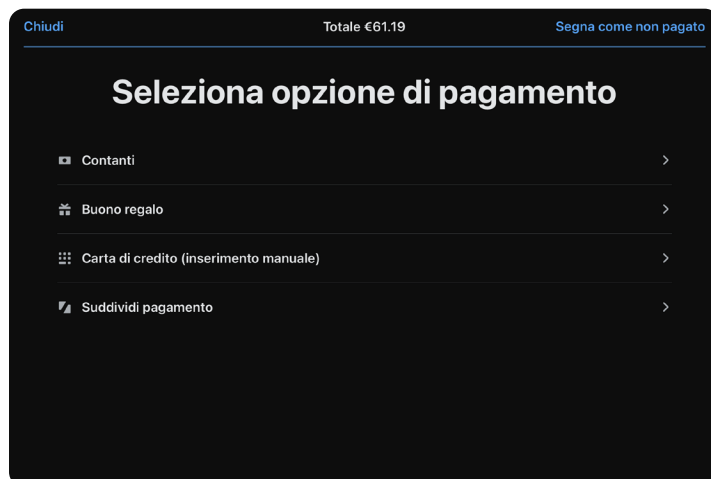 Chiudi Totale €61.19 Segna come non pagato
Seleziona opzione di pagamento
Contanti
Buono regalo
Carta di credito (inserimento manuale)
Suddividi pagamento